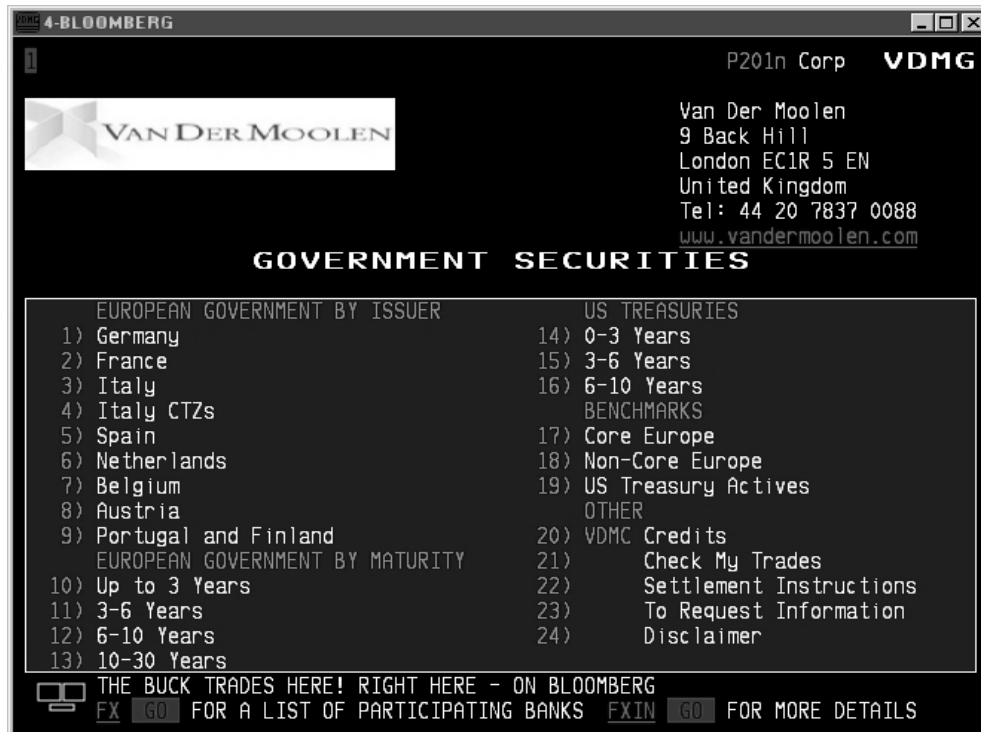 VDMG 4-BLOOMBERG
1
P201n Corp VDMG
VAN DER MOOLEN
Van Der Moolen
9 Back Hill
London EC1R 5 EN
United Kingdom
Tel: 44 20 7837 0088
www.vandermoolen.com
GOVERNMENT SECURITIES
EUROPEAN GOVERNMENT BY ISSUER
1) Germany
2) France
3) Italy
4) Italy CTZs
5) Spain
6) Netherlands
7) Belgium
8) Austria
9) Portugal and Finland
EUROPEAN GOVERNMENT BY MATURITY
10) Up to 3 Years
11) 3-6 Years
12) 6-10 Years
13) 10-30 Years
US TREASURIES
14) 0-3 Years
15) 3-6 Years
16) 6-10 Years
BENCHMARKS
17) Core Europe
18) Non-Core Europe
19) US Treasury Actives
OTHER
20) VDMC Credits
21) Check My Trades
22) Settlement Instructions
23) To Request Information
24) Disclaimer
THE BUCK TRADES HERE! RIGHT HERE - ON BLOOMBERG
FX GO FOR A LIST OF PARTICIPATING BANKS FXIN GO FOR MORE DETAILS